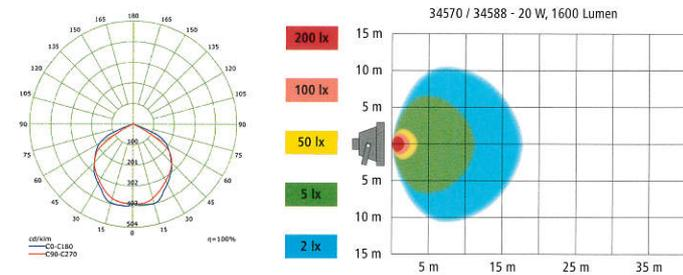 180
165 165
150 150
135 135
120 120
105 105
90 90
75 75
60 60
45 45
30 30
15 15
0
100
201
302
403
504
cd/klm
C0-C180
C90-C270
η=100%
200 lx
100 lx
50 lx
5 lx
2 lx
34570 / 34588 - 20 W, 1600 Lumen
15 m
10 m
5 m
0 m
5 m
10 m
15 m
5 m 15 m 25 m 35 m